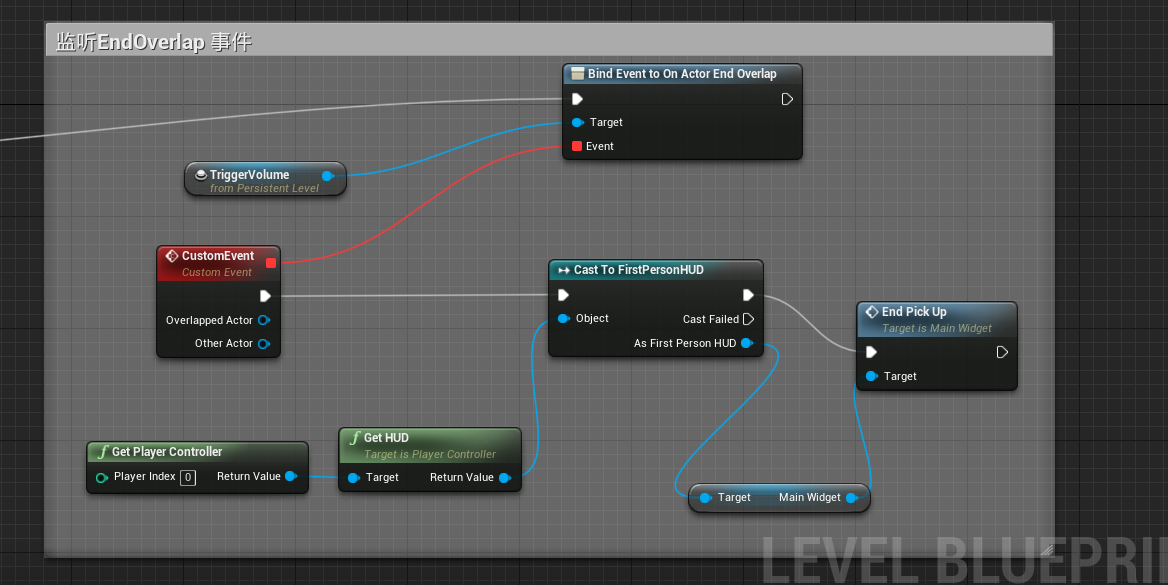 监听EndOverlap 事件
Bind Event to On Actor End Overlap
Target
Event
TriggerVolume
from Persistent Level
CustomEvent
Custom Event
Overlapped Actor
Other Actor
Cast To FirstPersonHUD
Object
Cast Failed
As First Person HUD
End Pick Up
Target is Main Widget
Target
Get Player Controller
Player Index 0
Return Value
Get HUD
Target is Player Controller
Target
Return Value
Target
Main Widget
LEVEL BLUEPRI